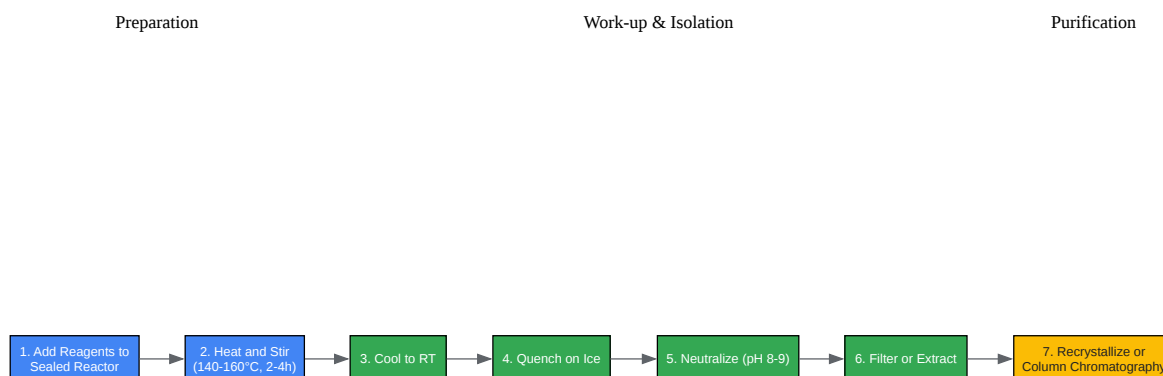 Preparation
Work-up & Isolation
Purification
1. Add Reagents to
Sealed Reactor
2. Heat and Stir
(140-160°C, 2-4h)
3. Cool to RT
4. Quench on Ice
5. Neutralize (pH 8-9)
6. Filter or Extract
7. Recrystallize or
Column Chromatography